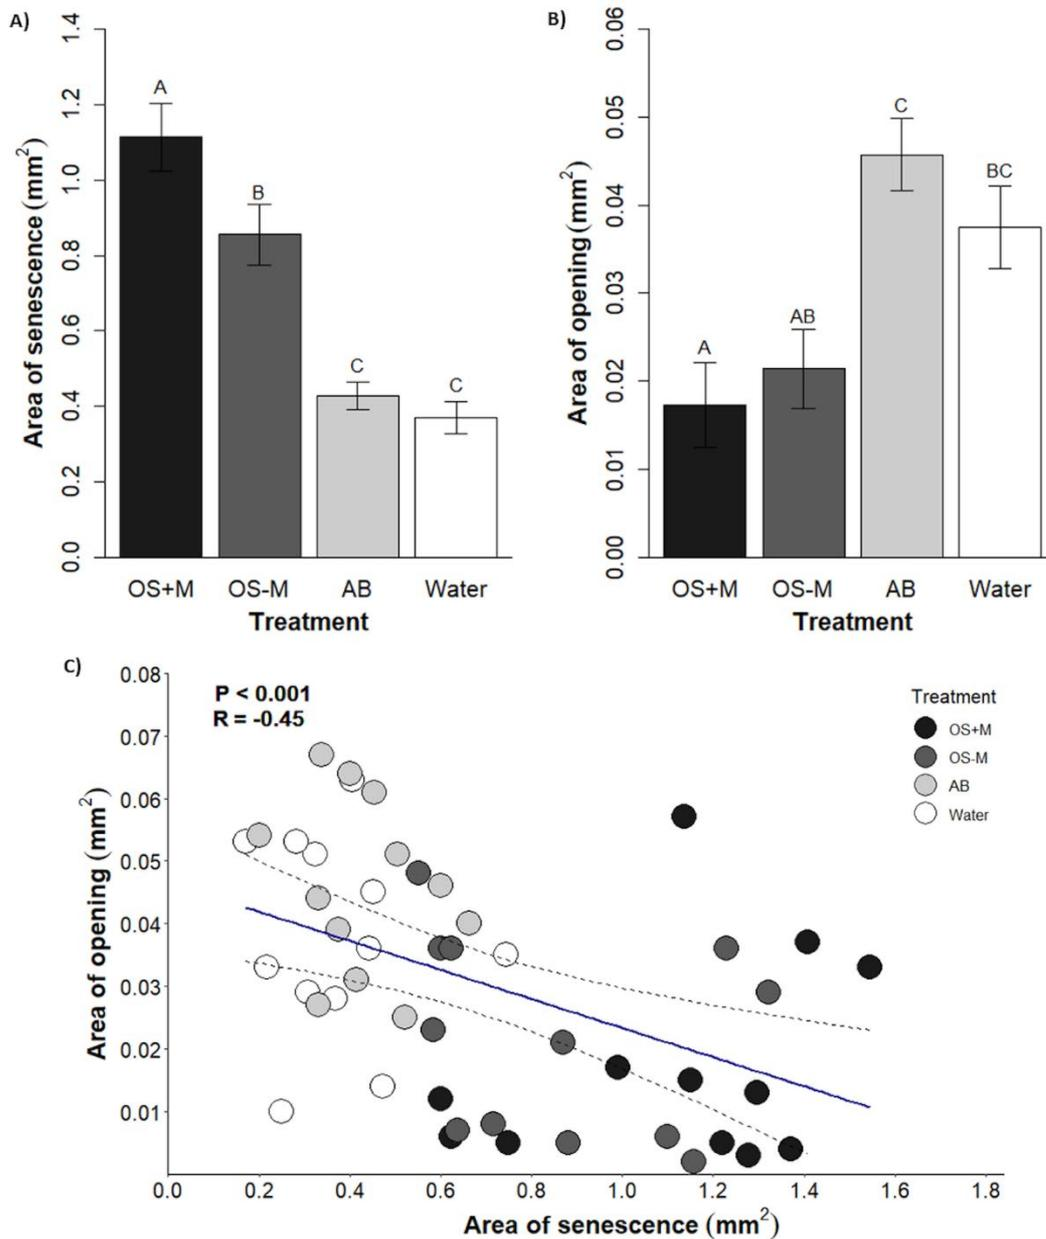 A)
Area of senescence (mm²)
1.4
1.2
1.0
0.8
0.6
0.4
0.2
0.0
A
B
C
C
OS+M OS-M AB Water
Treatment
B)
Area of opening (mm²)
0.06
0.05
0.04
0.03
0.02
0.01
0.00
A
AB
C
BC
OS+M OS-M AB Water
Treatment
C)
P < 0.001
R = -0.45
Area of opening (mm²)
0.08
0.07
0.06
0.05
0.04
0.03
0.02
0.01
Treatment
OS+M
OS-M
AB
Water
0.0 0.2 0.4 0.6 0.8 1.0 1.2 1.4 1.6 1.8
Area of senescence (mm²)